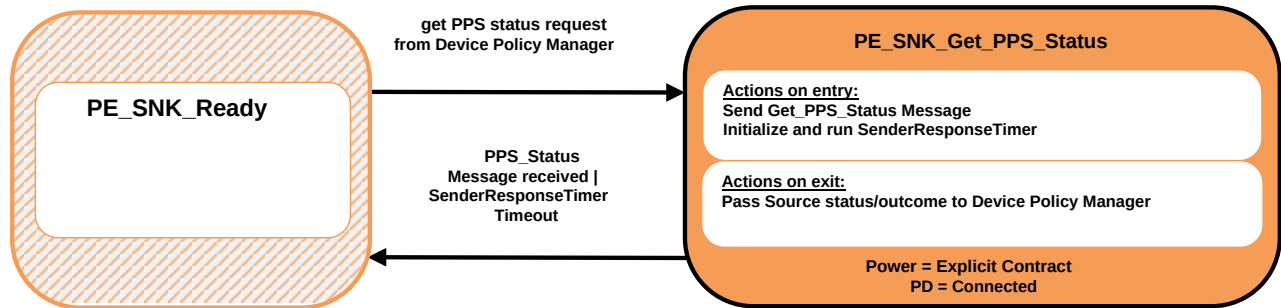 get PPS status request
from Device Policy Manager
PE_SNK_Ready
PPS_Status
Message received |
SenderResponseTimer
Timeout
PE_SNK_Get_PPS_Status
Actions on entry:
Send Get_PPS_Status Message
Initialize and run SenderResponseTimer
Actions on exit:
Pass Source status/outcome to Device Policy Manager
Power = Explicit Contract
PD = Connected